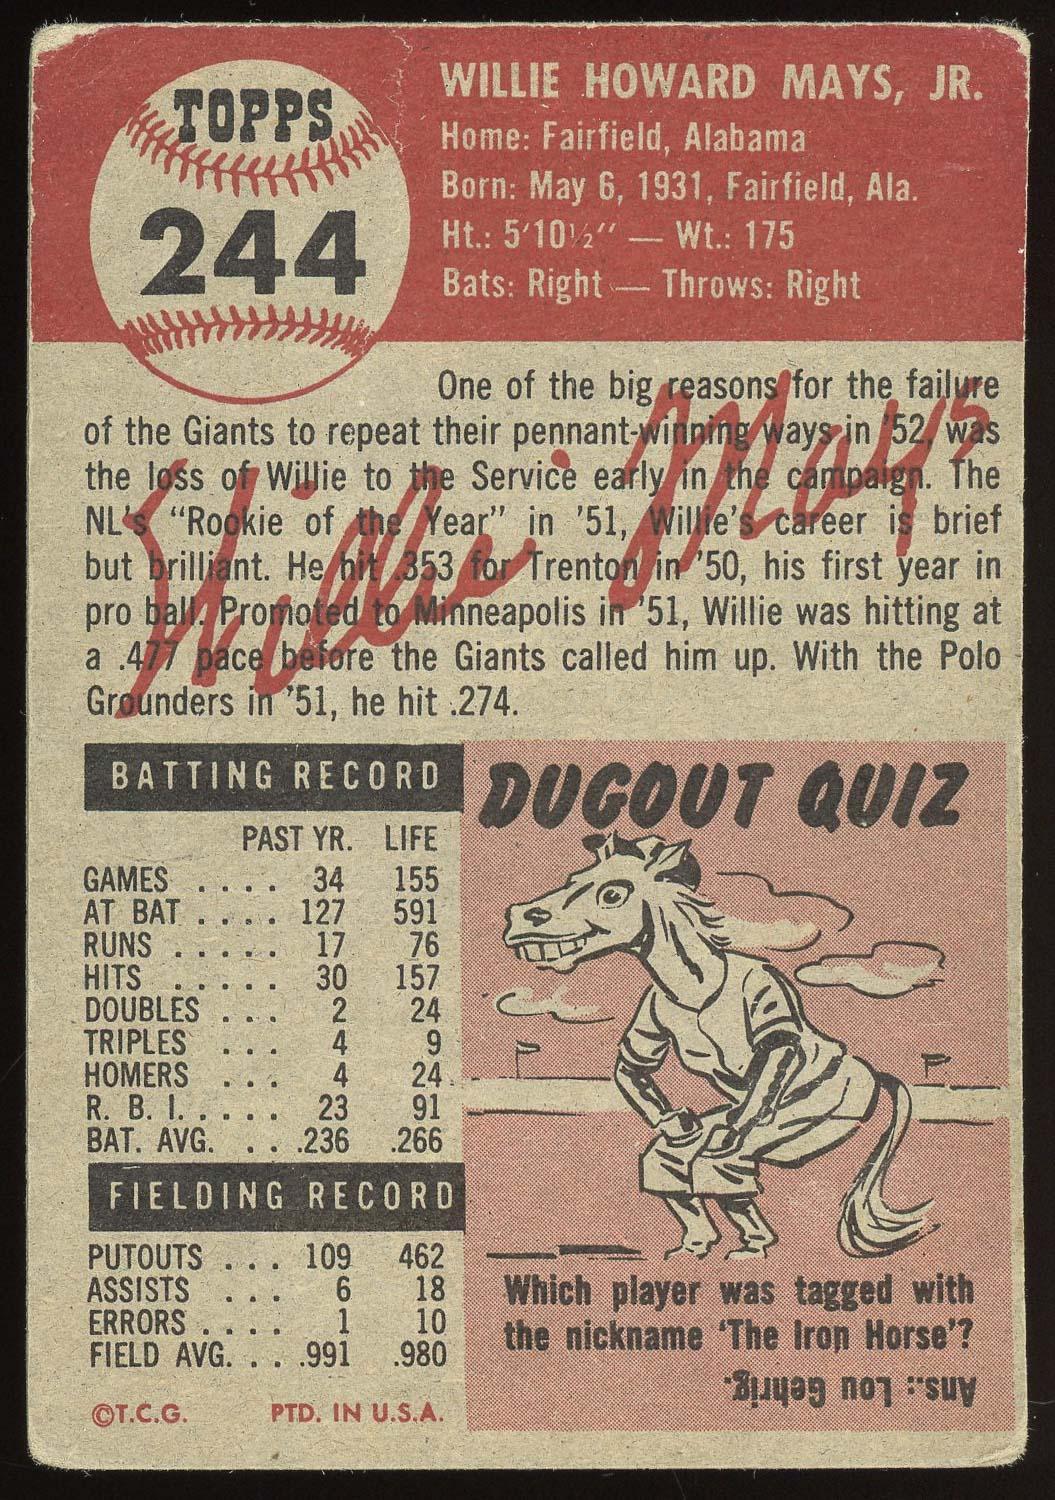 TOPPS
244
WILLIE HOWARD MAYS, JR.
Home: Fairfield, Alabama
Born: May 6, 1931, Fairfield, Ala.
Ht.: 5'10½" — Wt.: 175
Bats: Right — Throws: Right
One of the big reasons for the failure
of the Giants to repeat their pennant-winning ways in '52, was
the loss of Willie to the Service early in the campaign. The
NL's "Rookie of the Year" in '51, Willie's career is brief
but brilliant. He hit .353 for Trenton in '50, his first year in
pro ball. Promoted to Minneapolis in '51, Willie was hitting at
a .477 pace before the Giants called him up. With the Polo
Grounders in '51, he hit .274.
Willie Mays
BATTING RECORD
PAST YR. LIFE
GAMES . . . . 34 155
AT BAT . . . . 127 591
RUNS . . . . . 17 76
HITS . . . . . 30 157
DOUBLES . . . 2 24
TRIPLES . . . 4 9
HOMERS . . . 4 24
R. B. I. . . . . 23 91
BAT. AVG. . . .236 .266
FIELDING RECORD
PUTOUTS . . . 109 462
ASSISTS . . . 6 18
ERRORS . . . . 1 10
FIELD AVG. . . .991 .980
©T.C.G. PTD. IN U.S.A.
DUGOUT QUIZ
Which player was tagged with
the nickname 'The Iron Horse'?
Ans.: Lou Gehrig.